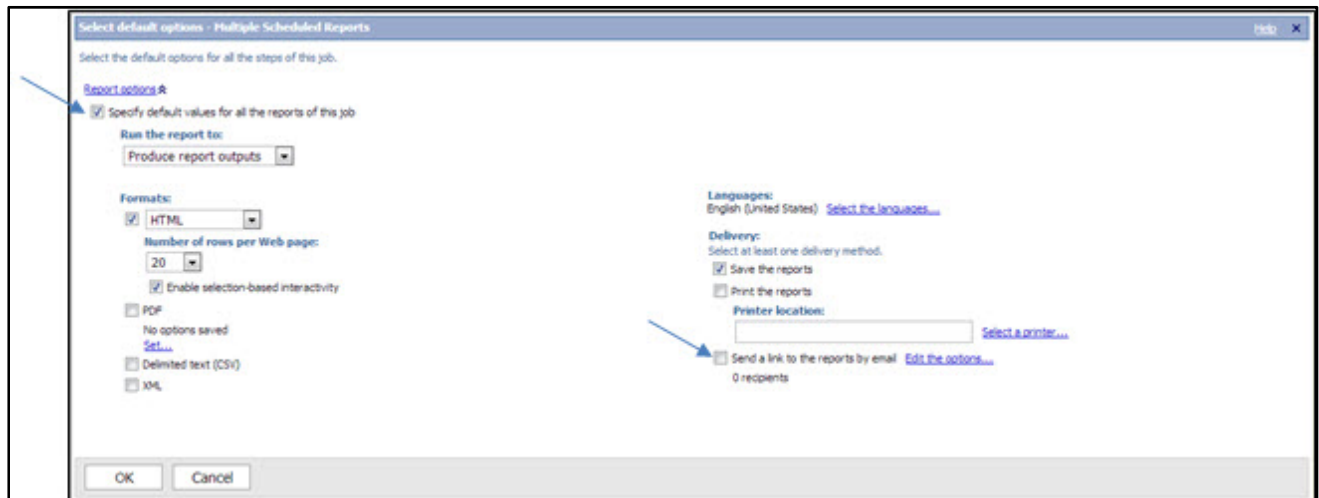 Select default options - Multiple Scheduled Reports
Help X
Select the default options for all the steps of this job.
Report options
Specify default values for all the reports of this job
Run the report to:
Produce report outputs
Formats:
HTML
Number of rows per Web page:
20
Enable selection-based interactivity
PDF
No options saved
Set...
Delimited text (CSV)
XML
Languages:
English (United States) Select the languages...
Delivery:
Select at least one delivery method.
Save the reports
Print the reports
Printer location:
Select a printer...
Send a link to the reports by email Edit the options...
0 recipients
OK Cancel